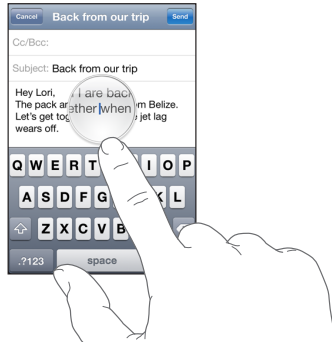 Cancel Back from our trip Send
Cc/Bcc:
Subject: Back from our trip
Hey Lori, I are back
The pack an m Belize.
Let's get tog ether when jet lag
wears off.
Q W E R T I O P
A S D F G K L
Z X C V B
.?123 space